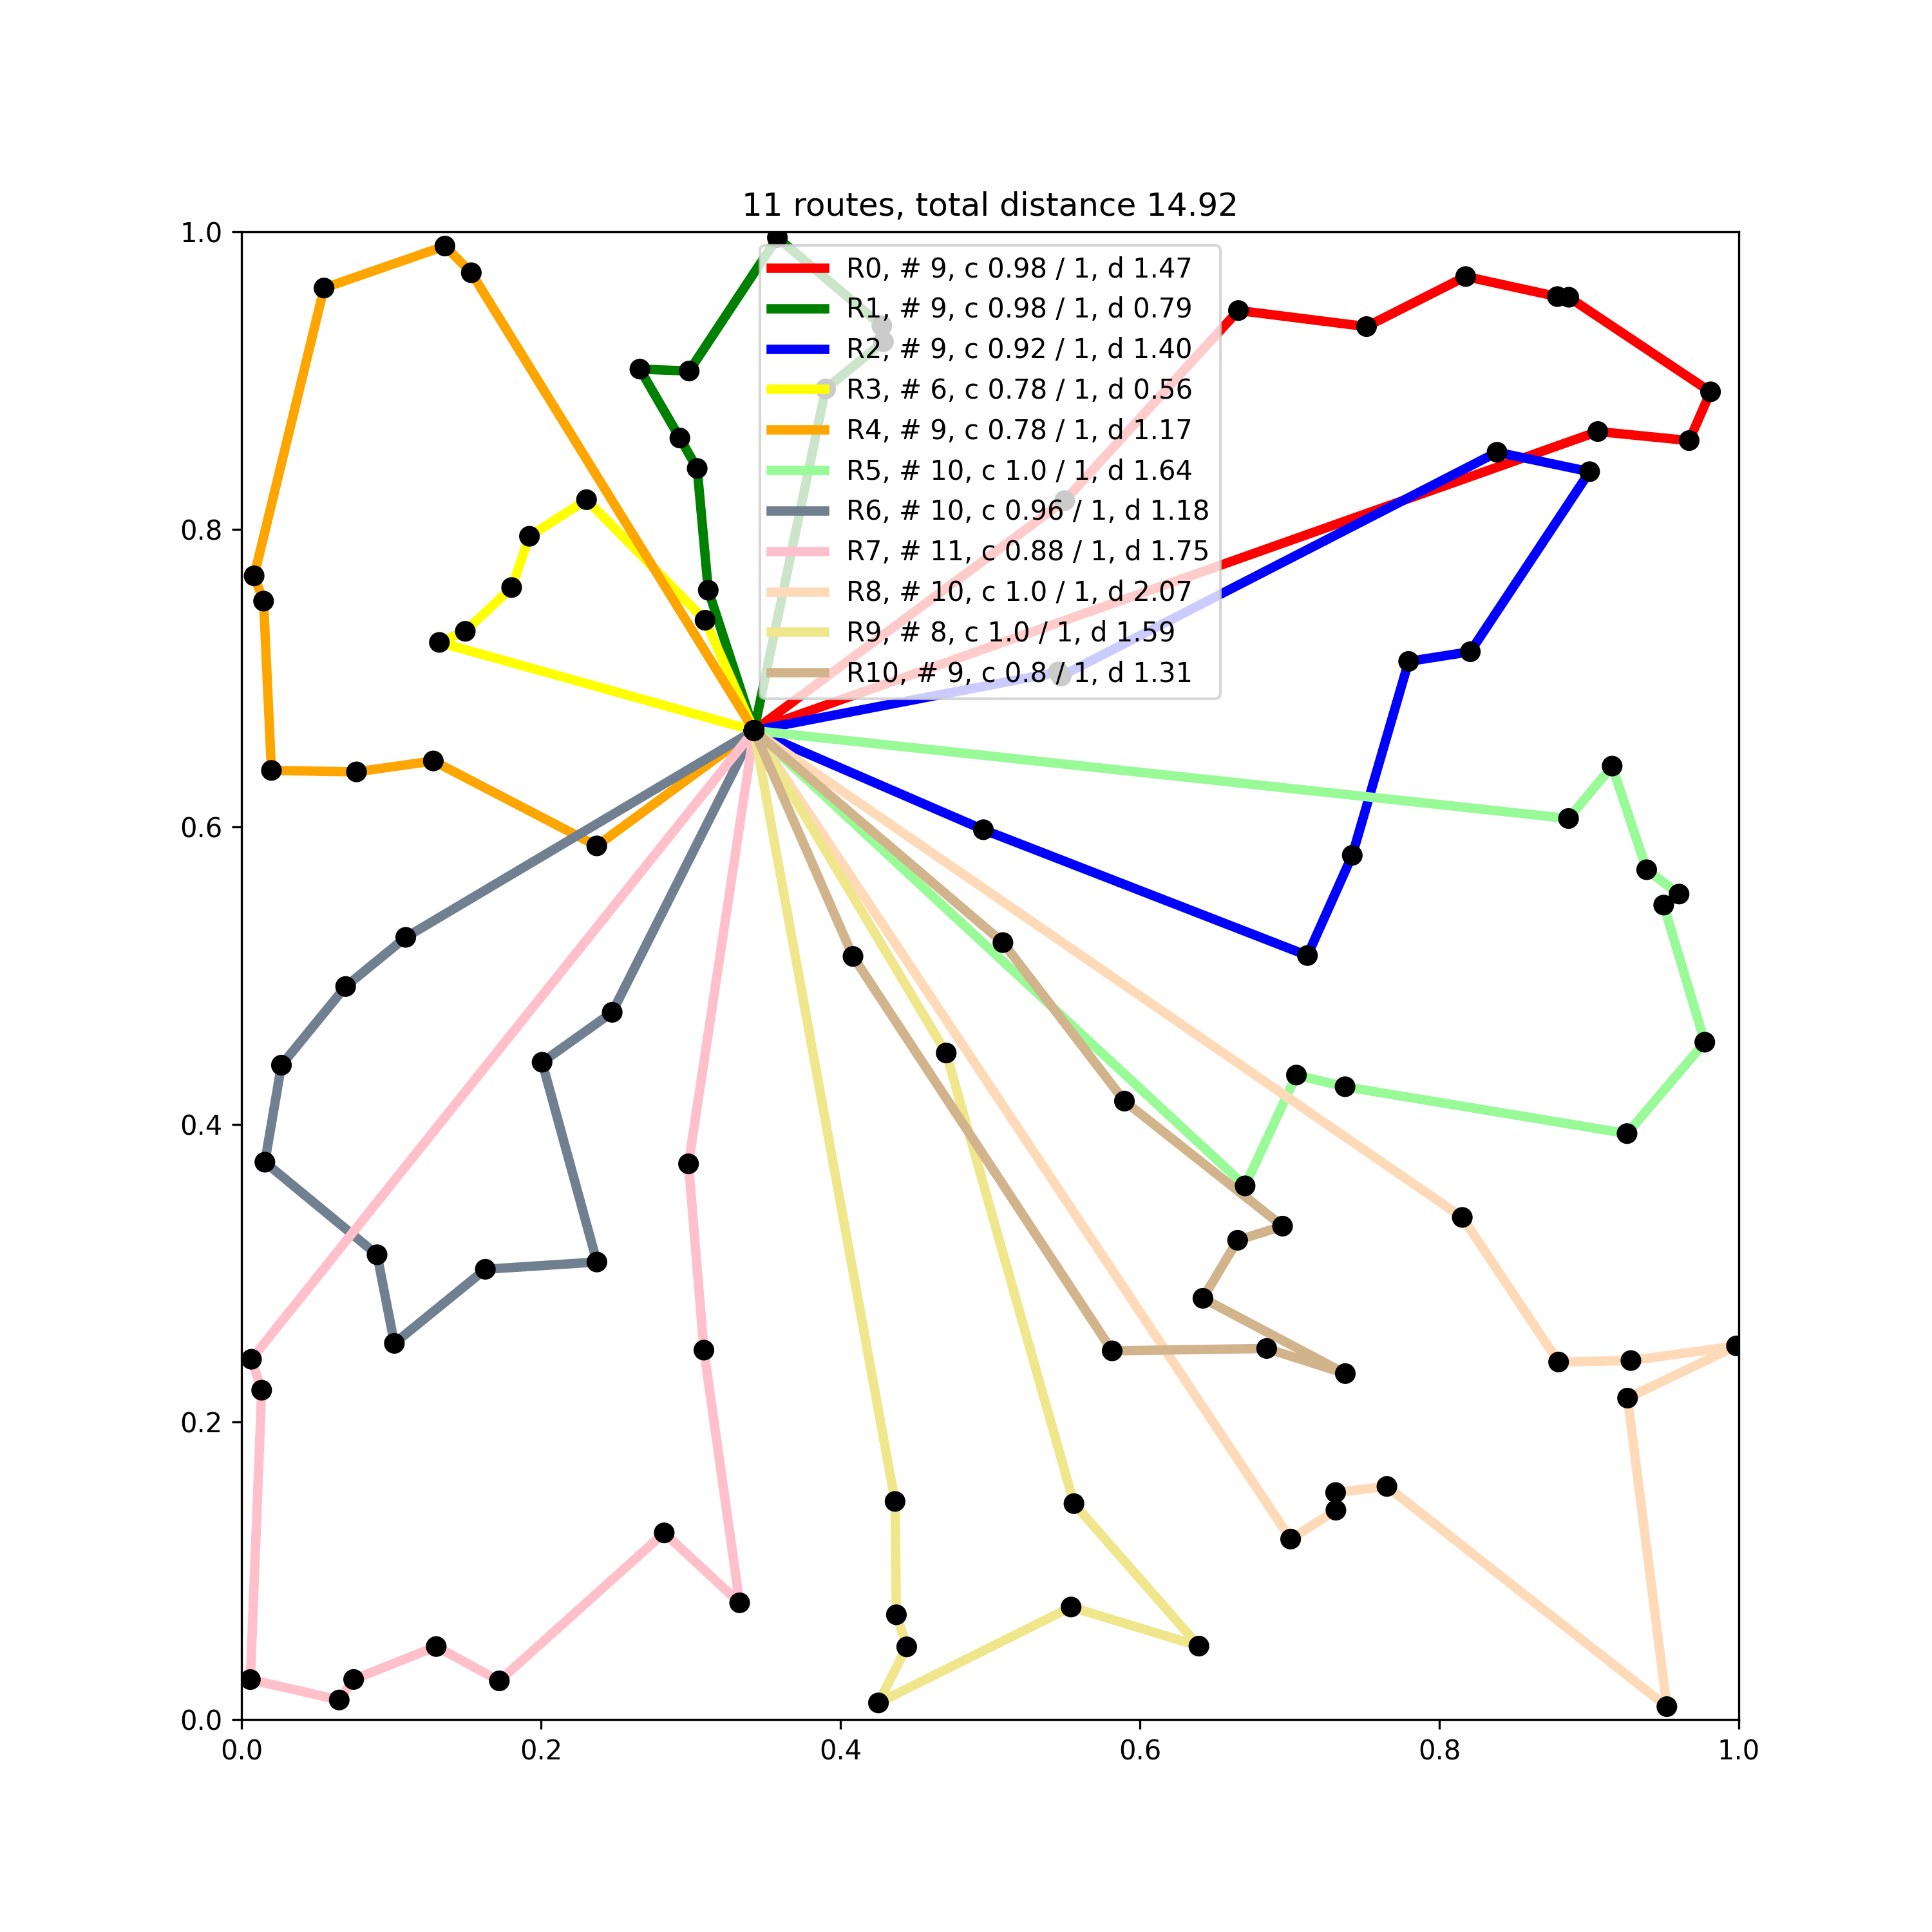 11 routes, total distance 14.92
1.0
R0, # 9, c 0.98 / 1, d 1.47
R1, # 9, c 0.98 / 1, d 0.79
R2, # 9, c 0.92 / 1, d 1.40
R3, # 6, c 0.78 / 1, d 0.56
R4, # 9, c 0.78 / 1, d 1.17
R5, # 10, c 1.0 / 1, d 1.64
R6, # 10, c 0.96 / 1, d 1.18
R7, # 11, c 0.88 / 1, d 1.75
R8, # 10, c 1.0 / 1, d 2.07
R9, # 8, c 1.0 / 1, d 1.59
R10, # 9, c 0.8 / 1, d 1.31
0.8
0.6
0.4
0.2
0.0
0.0 0.2 0.4 0.6 0.8 1.0